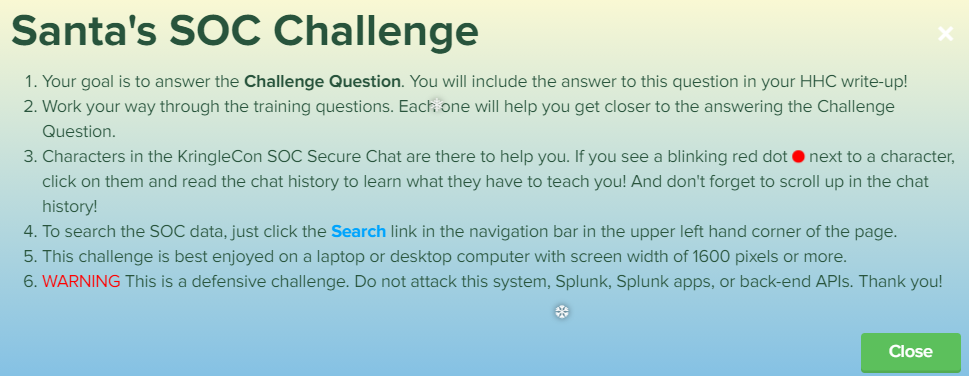 Santa's SOC Challenge
1. Your goal is to answer the Challenge Question. You will include the answer to this question in your HHC write-up!
2. Work your way through the training questions. Each one will help you get closer to the answering the Challenge
Question.
3. Characters in the KringleCon SOC Secure Chat are there to help you. If you see a blinking red dot next to a character,
click on them and read the chat history to learn what they have to teach you! And don't forget to scroll up in the chat
history!
4. To search the SOC data, just click the Search link in the navigation bar in the upper left hand corner of the page.
5. This challenge is best enjoyed on a laptop or desktop computer with screen width of 1600 pixels or more.
6. WARNING This is a defensive challenge. Do not attack this system, Splunk, Splunk apps, or back-end APIs. Thank you!
Close